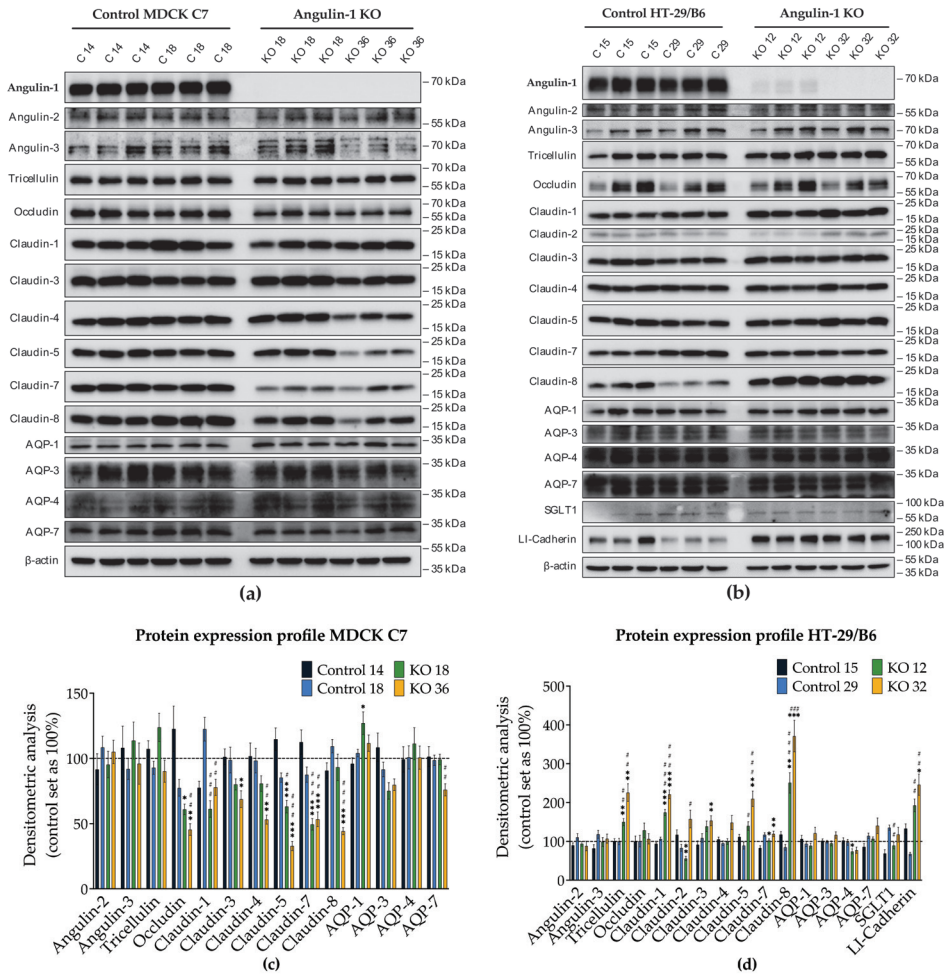 Control MDCK C7
Angulin-1 KO
C 14
C 14
C 14
C 18
C 18
C 18
KO 18
KO 18
KO 18
KO 36
KO 36
KO 36
Angulin-1
– 70 kDa
Angulin-2
– 55 kDa
Angulin-3
– 70 kDa
Tricellulin
– 70 kDa
– 55 kDa
Occludin
– 70 kDa
– 55 kDa
Claudin-1
– 25 kDa
– 15 kDa
Claudin-3
– 25 kDa
– 15 kDa
Claudin-4
– 25 kDa
– 15 kDa
Claudin-5
– 25 kDa
– 15 kDa
Claudin-7
– 25 kDa
– 15 kDa
Claudin-8
– 25 kDa
– 15 kDa
AQP-1
– 35 kDa
AQP-3
– 35 kDa
AQP-4
– 35 kDa
AQP-7
– 35 kDa
β-actin
– 55 kDa
– 35 kDa
(a)
Control HT-29/B6
Angulin-1 KO
C 15
C 15
C 15
C 29
C 29
C 29
KO 12
KO 12
KO 12
KO 32
KO 32
KO 32
Angulin-1
– 70 kDa
Angulin-2
– 55 kDa
Angulin-3
– 70 kDa
Tricellulin
– 70 kDa
– 55 kDa
Occludin
– 70 kDa
– 55 kDa
Claudin-1
– 25 kDa
– 15 kDa
Claudin-2
– 25 kDa
– 15 kDa
Claudin-3
– 25 kDa
– 15 kDa
Claudin-4
– 25 kDa
– 15 kDa
Claudin-5
– 25 kDa
– 15 kDa
Claudin-7
– 25 kDa
– 15 kDa
Claudin-8
– 25 kDa
– 15 kDa
AQP-1
– 35 kDa
AQP-3
– 35 kDa
AQP-4
– 35 kDa
AQP-7
– 35 kDa
SGLT1
– 100 kDa
– 55 kDa
LI-Cadherin
– 250 kDa
– 100 kDa
β-actin
– 55 kDa
– 35 kDa
(b)
Protein expression profile MDCK C7
Control 14
Control 18
KO 18
KO 36
Densitometric analysis
(control set as 100%)
150
100
50
0
Angulin-2
Angulin-3
Tricellulin
Occludin
Claudin-1
Claudin-3
Claudin-4
Claudin-5
Claudin-7
Claudin-8
AQP-1
AQP-3
AQP-4
AQP-7
(c)
Protein expression profile HT-29/B6
Control 15
Control 29
KO 12
KO 32
Densitometric analysis
(control set as 100%)
500
400
300
200
100
0
Angulin-2
Angulin-3
Tricellulin
Occludin
Claudin-1
Claudin-2
Claudin-3
Claudin-4
Claudin-5
Claudin-7
Claudin-8
AQP-1
AQP-3
AQP-4
AQP-7
SGLT1
LI-Cadherin
(d)